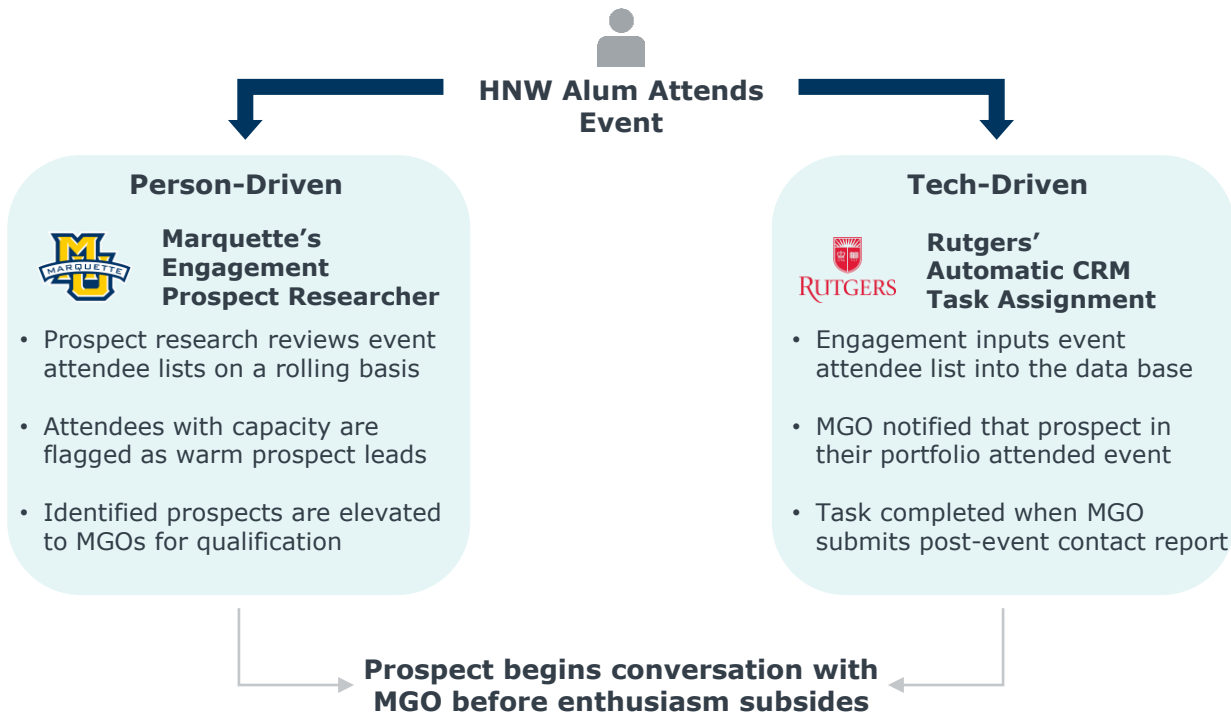 HNW Alum Attends
Event
Person-Driven
MU
MARQUETTE
Marquette's
Engagement
Prospect Researcher
• Prospect research reviews event
attendee lists on a rolling basis
• Attendees with capacity are
flagged as warm prospect leads
• Identified prospects are elevated
to MGOs for qualification
Tech-Driven
RUTGERS
Rutgers'
Automatic CRM
Task Assignment
• Engagement inputs event
attendee list into the data base
• MGO notified that prospect in
their portfolio attended event
• Task completed when MGO
submits post-event contact report
Prospect begins conversation with
MGO before enthusiasm subsides